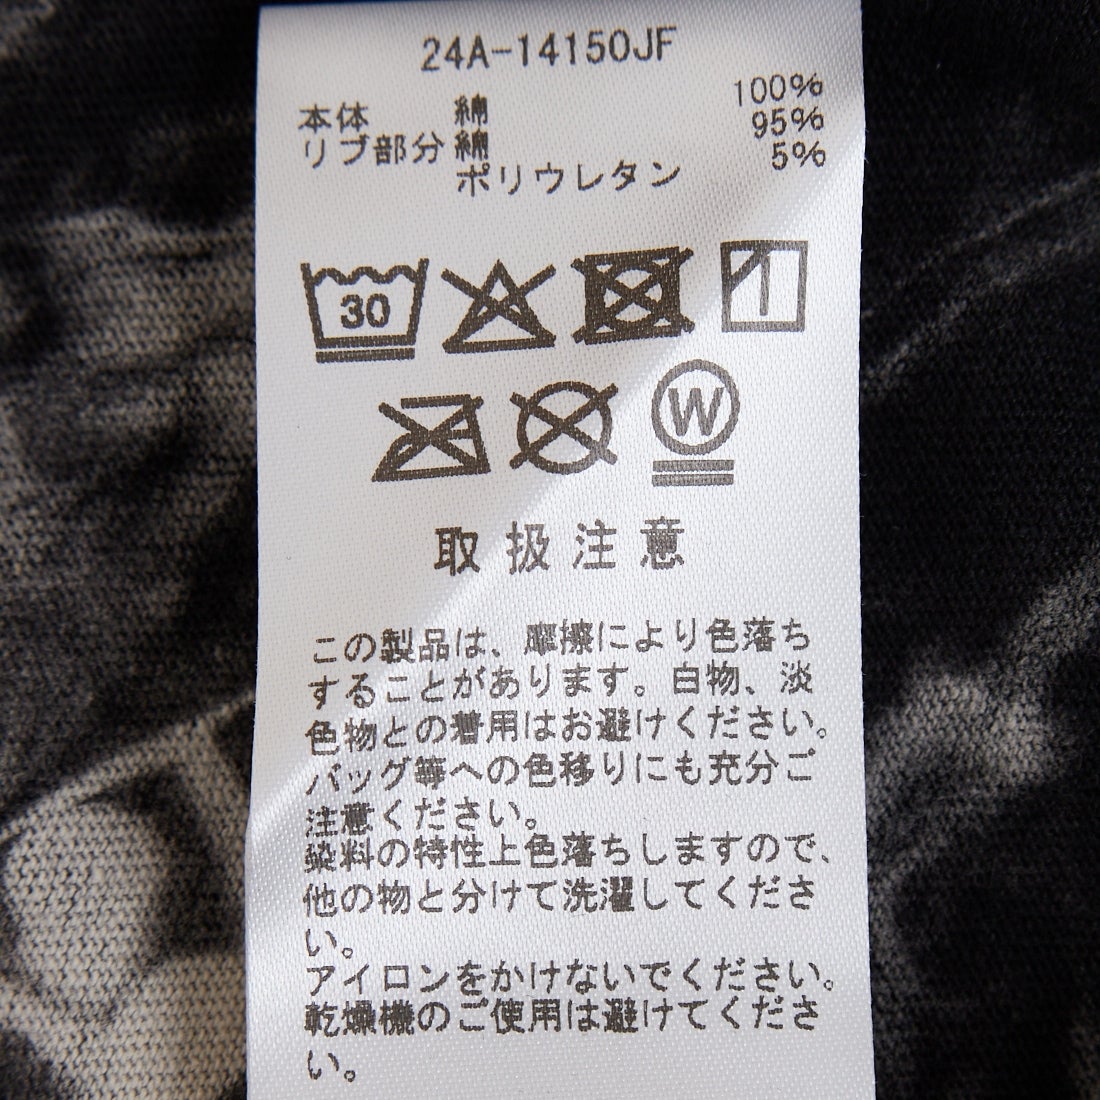 24A-14150JF
本体 綿 100%
リブ部分 綿 95%
ポリウレタン 5%
30
W
取扱注意
この製品は、摩擦により色落ち
することがあります。白物、淡
色物との着用はお避けください。
バッグ等への色移りにも充分ご
注意ください。
染料の特性上色落ちしますので、
他の物と分けて洗濯してくださ
い。
アイロンをかけないでください。
乾燥機のご使用は避けてくださ
い。